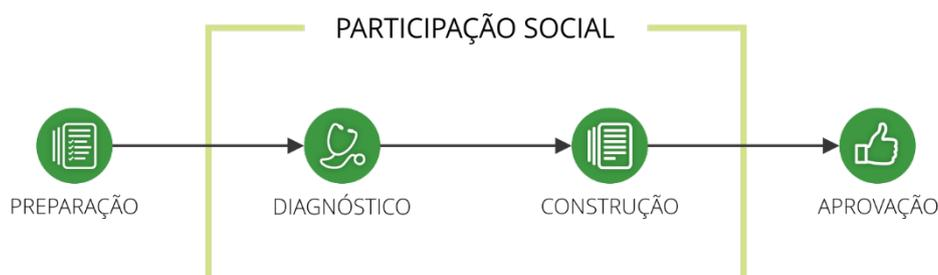 PARTICIPAÇÃO SOCIAL
PREPARAÇÃO
DIAGNÓSTICO
CONSTRUÇÃO
APROVAÇÃO